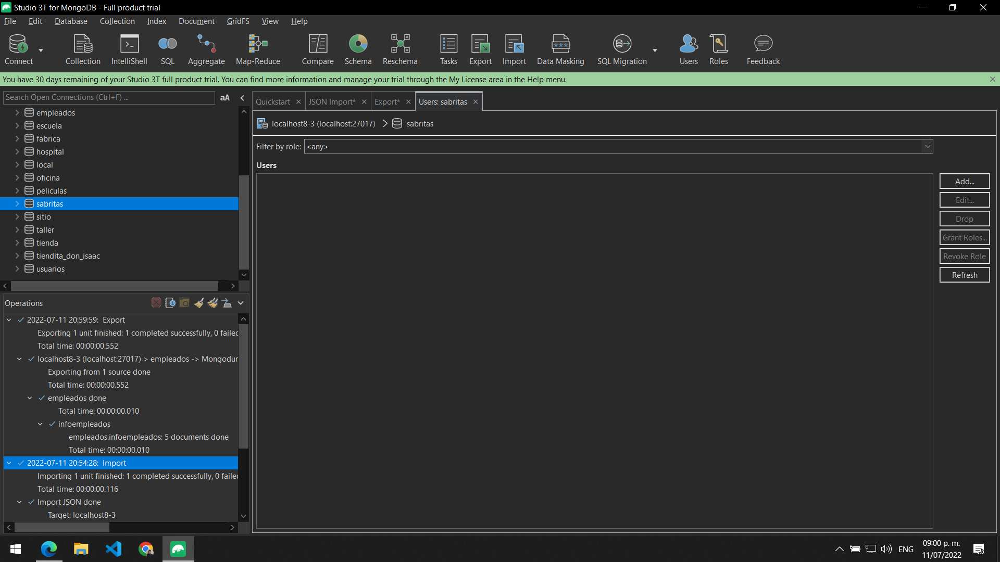 Studio 3T for MongoDB - Full product trial
File Edit Database Collection Index Document GridFS View Help
Connect Collection IntelliShell SQL Aggregate Map-Reduce Compare Schema Reschema Tasks Export Import Data Masking SQL Migration Users Roles Feedback
You have 30 days remaining of your Studio 3T full product trial. You can find more information and manage your trial through the My License area in the Help menu.
Search Open Connections (Ctrl+F) ... aA
empleados
escuela
fabrica
hospital
local
oficina
peliculas
sabritas
sitio
taller
tienda
tiendita_don_isaac
usuarios
Operations
2022-07-11 20:59:59: Export
Exporting 1 unit finished: 1 completed successfully, 0 failed
Total time: 00:00:00.552
localhost8-3 (localhost:27017) > empleados -> Mongodur
Exporting from 1 source done
Total time: 00:00:00.552
empleados done
Total time: 00:00:00.010
infoempleados
empleados.infoempleados: 5 documents done
Total time: 00:00:00.010
2022-07-11 20:54:28: Import
Importing 1 unit finished: 1 completed successfully, 0 failed
Total time: 00:00:00.116
Import JSON done
Target: localhost8-3
Quickstart JSON Import* Export* Users: sabritas
localhost8-3 (localhost:27017) sabritas
Filter by role: <any>
Users
Add...
Edit...
Drop
Grant Roles...
Revoke Role
Refresh
ENG
09:00 p. m.
11/07/2022